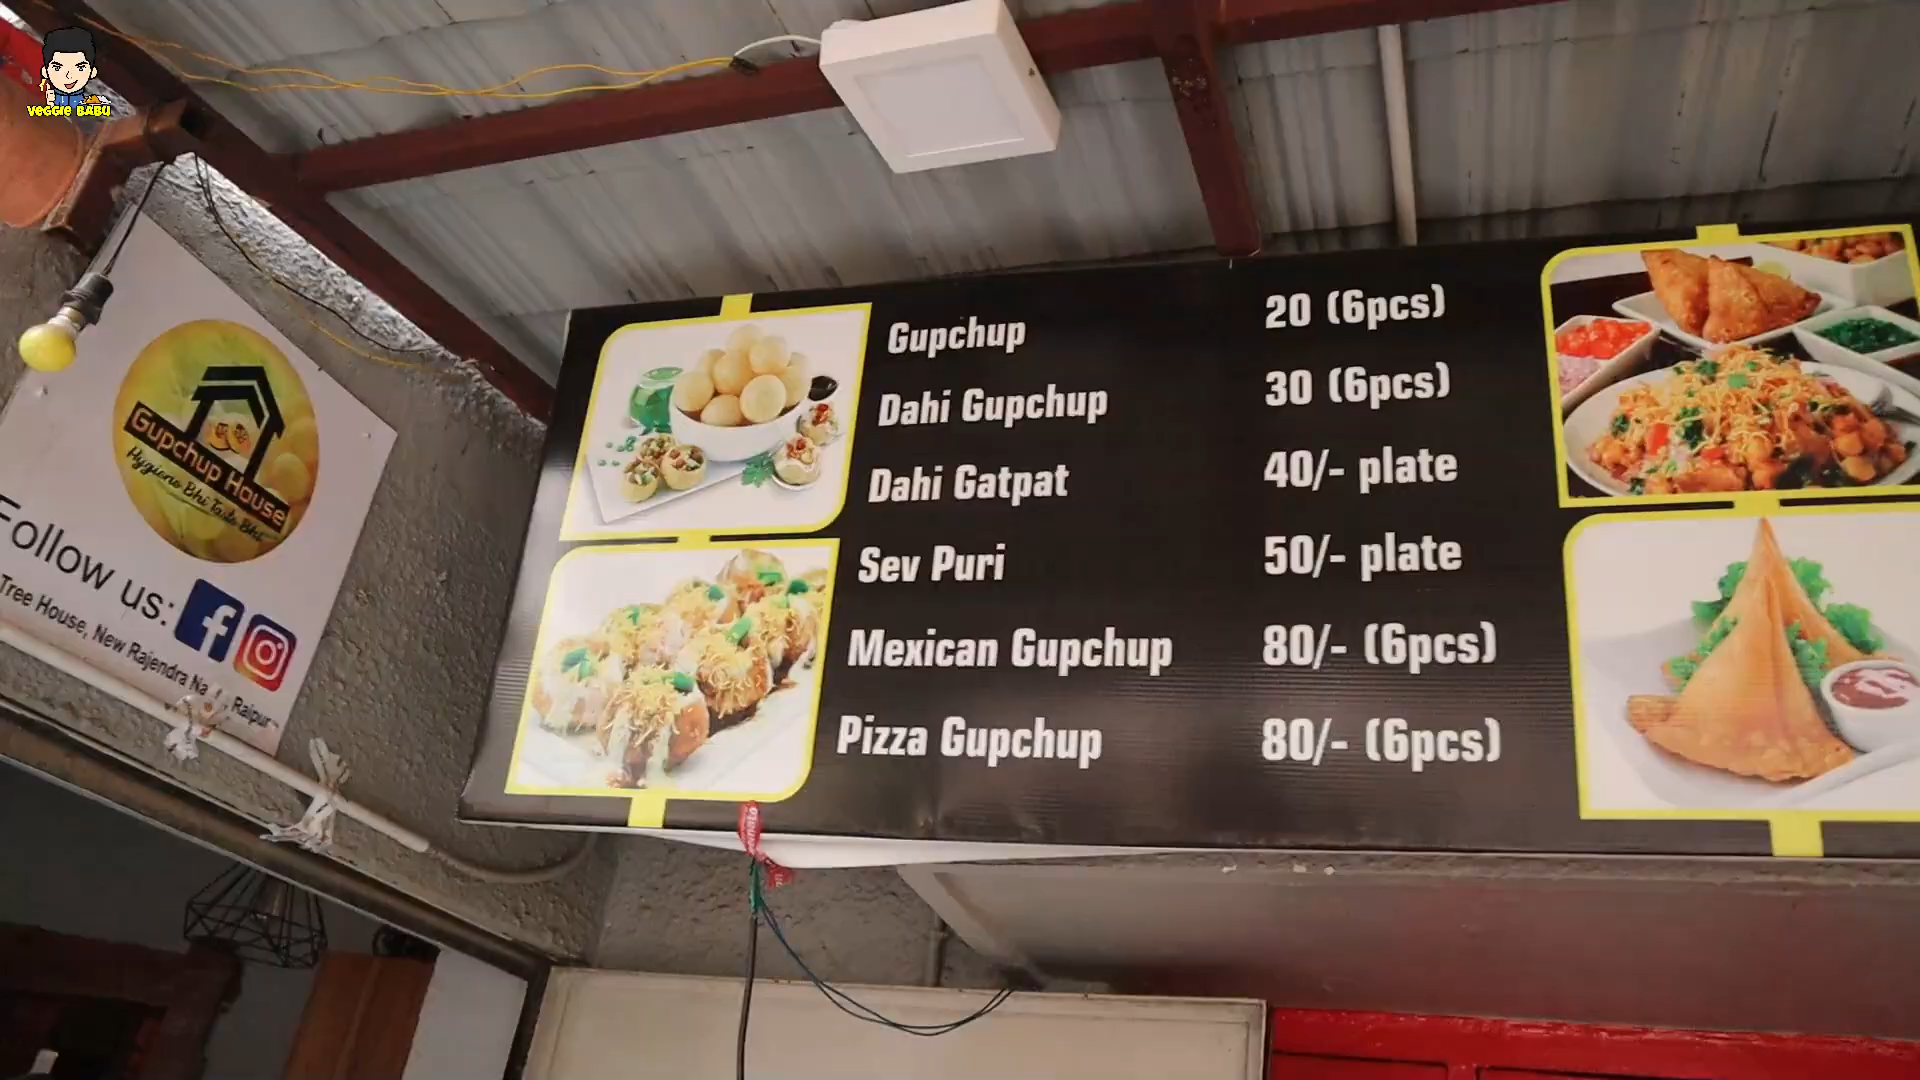 VEGGIE BABU
Gupchup House
Hygiene Bhi Taste Bhi
Follow us:
Tree House, New Rajendra Na , Raipur
Gupchup 20 (6pcs)
Dahi Gupchup 30 (6pcs)
Dahi Gatpat 40/- plate
Sev Puri 50/- plate
Mexican Gupchup 80/- (6pcs)
Pizza Gupchup 80/- (6pcs)